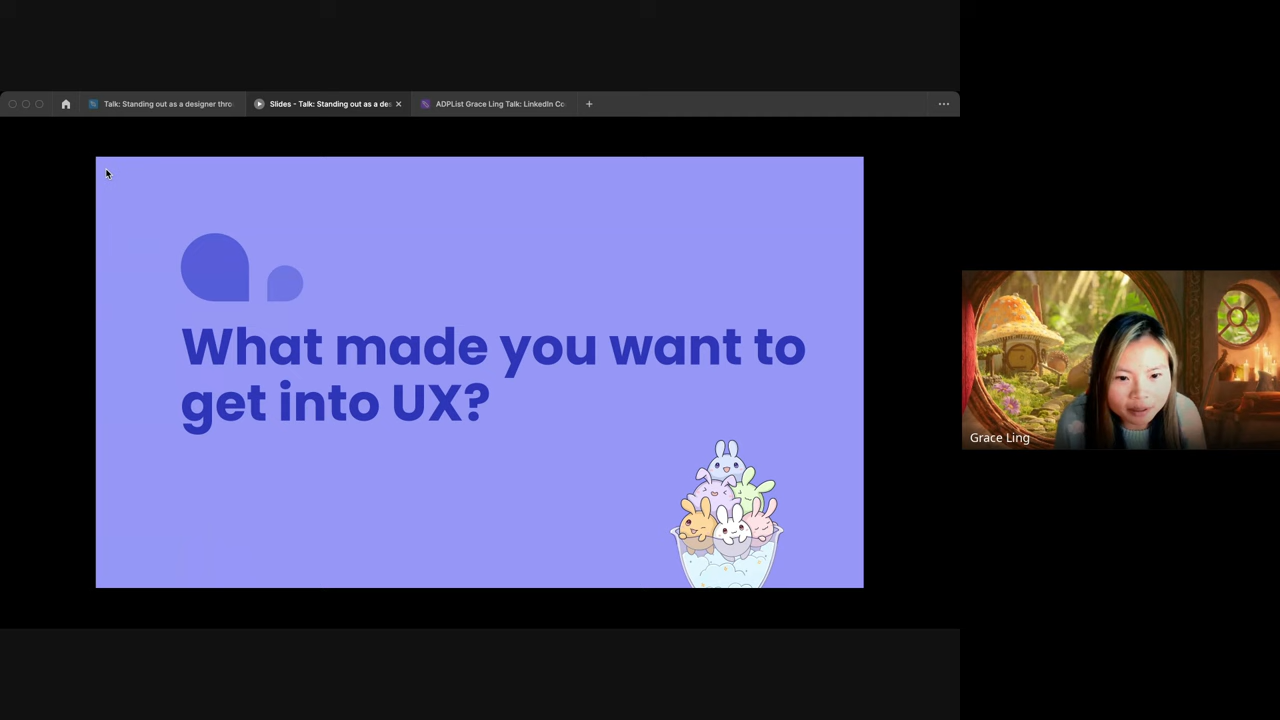 Talk: Standing out as a designer thro
Slides - Talk: Standing out as a des
ADPList Grace Ling Talk: LinkedIn Co
What made you want to
get into UX?
Grace Ling